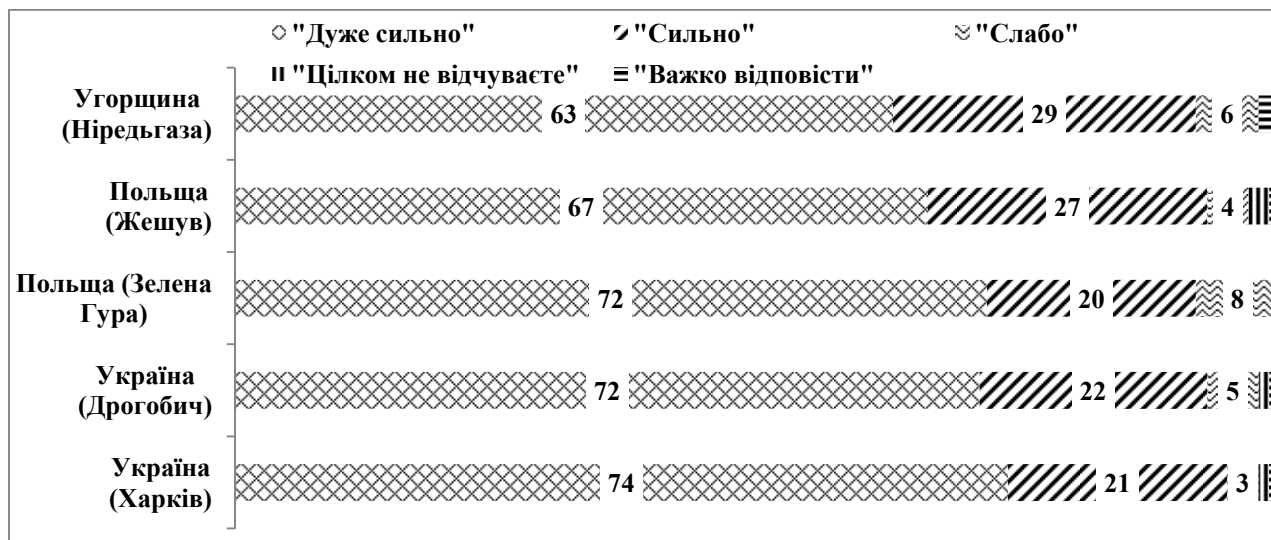 "Дуже сильно" "Сильно" "Слабо"
"Цілком не відчуваєте" "Важко відповісти"
Угорщина
(Ніредьгаза)
63 29 6
Польща
(Жешув)
67 27 4
Польща (Зелена
Гура)
72 20 8
Україна
(Дрогобич)
72 22 5
Україна
(Харків)
74 21 3